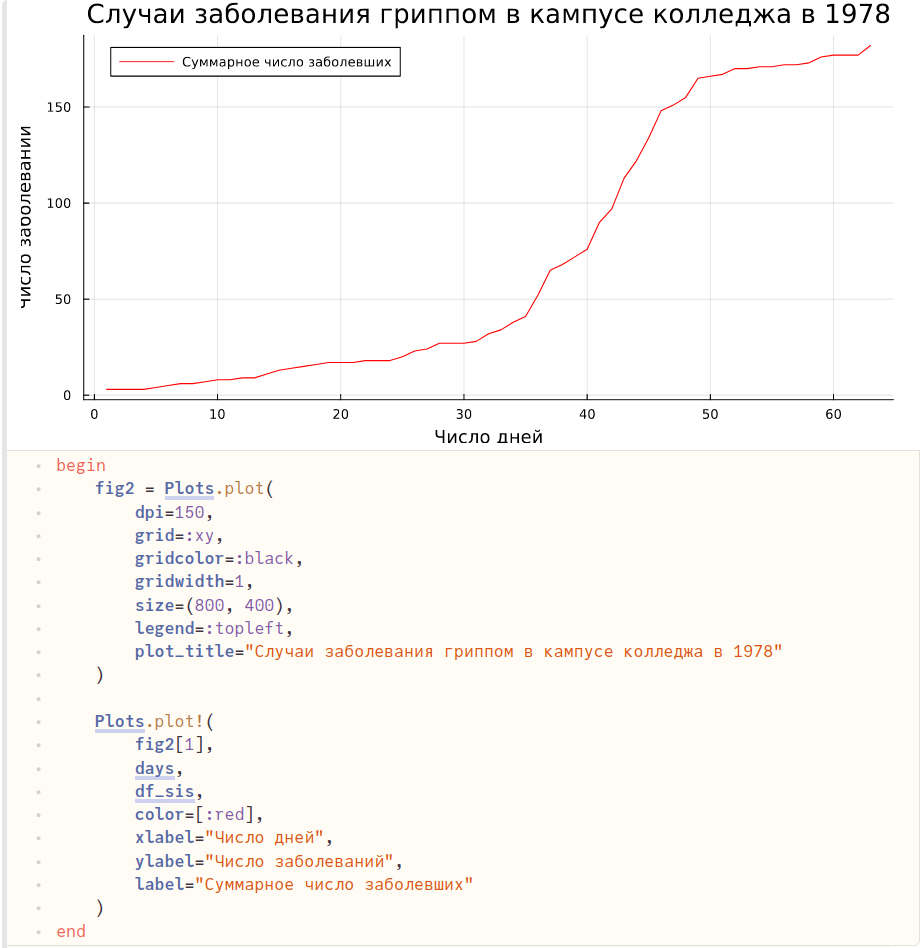 Случаи заболевания гриппом в кампусе колледжа в 1978
Суммарное число заболевших
Число заболеваний
150
100
50
0
0 10 20 30 40 50 60
Число дней
begin
fig2 = Plots.plot(
dpi=150,
grid=:xy,
gridcolor=:black,
gridwidth=1,
size=(800, 400),
legend=:topleft,
plot_title="Случаи заболевания гриппом в кампусе колледжа в 1978"
)
Plots.plot!(
fig2[1],
days,
df_sis,
color=[:red],
xlabel="Число дней",
ylabel="Число заболеваний",
label="Суммарное число заболевших"
)
end